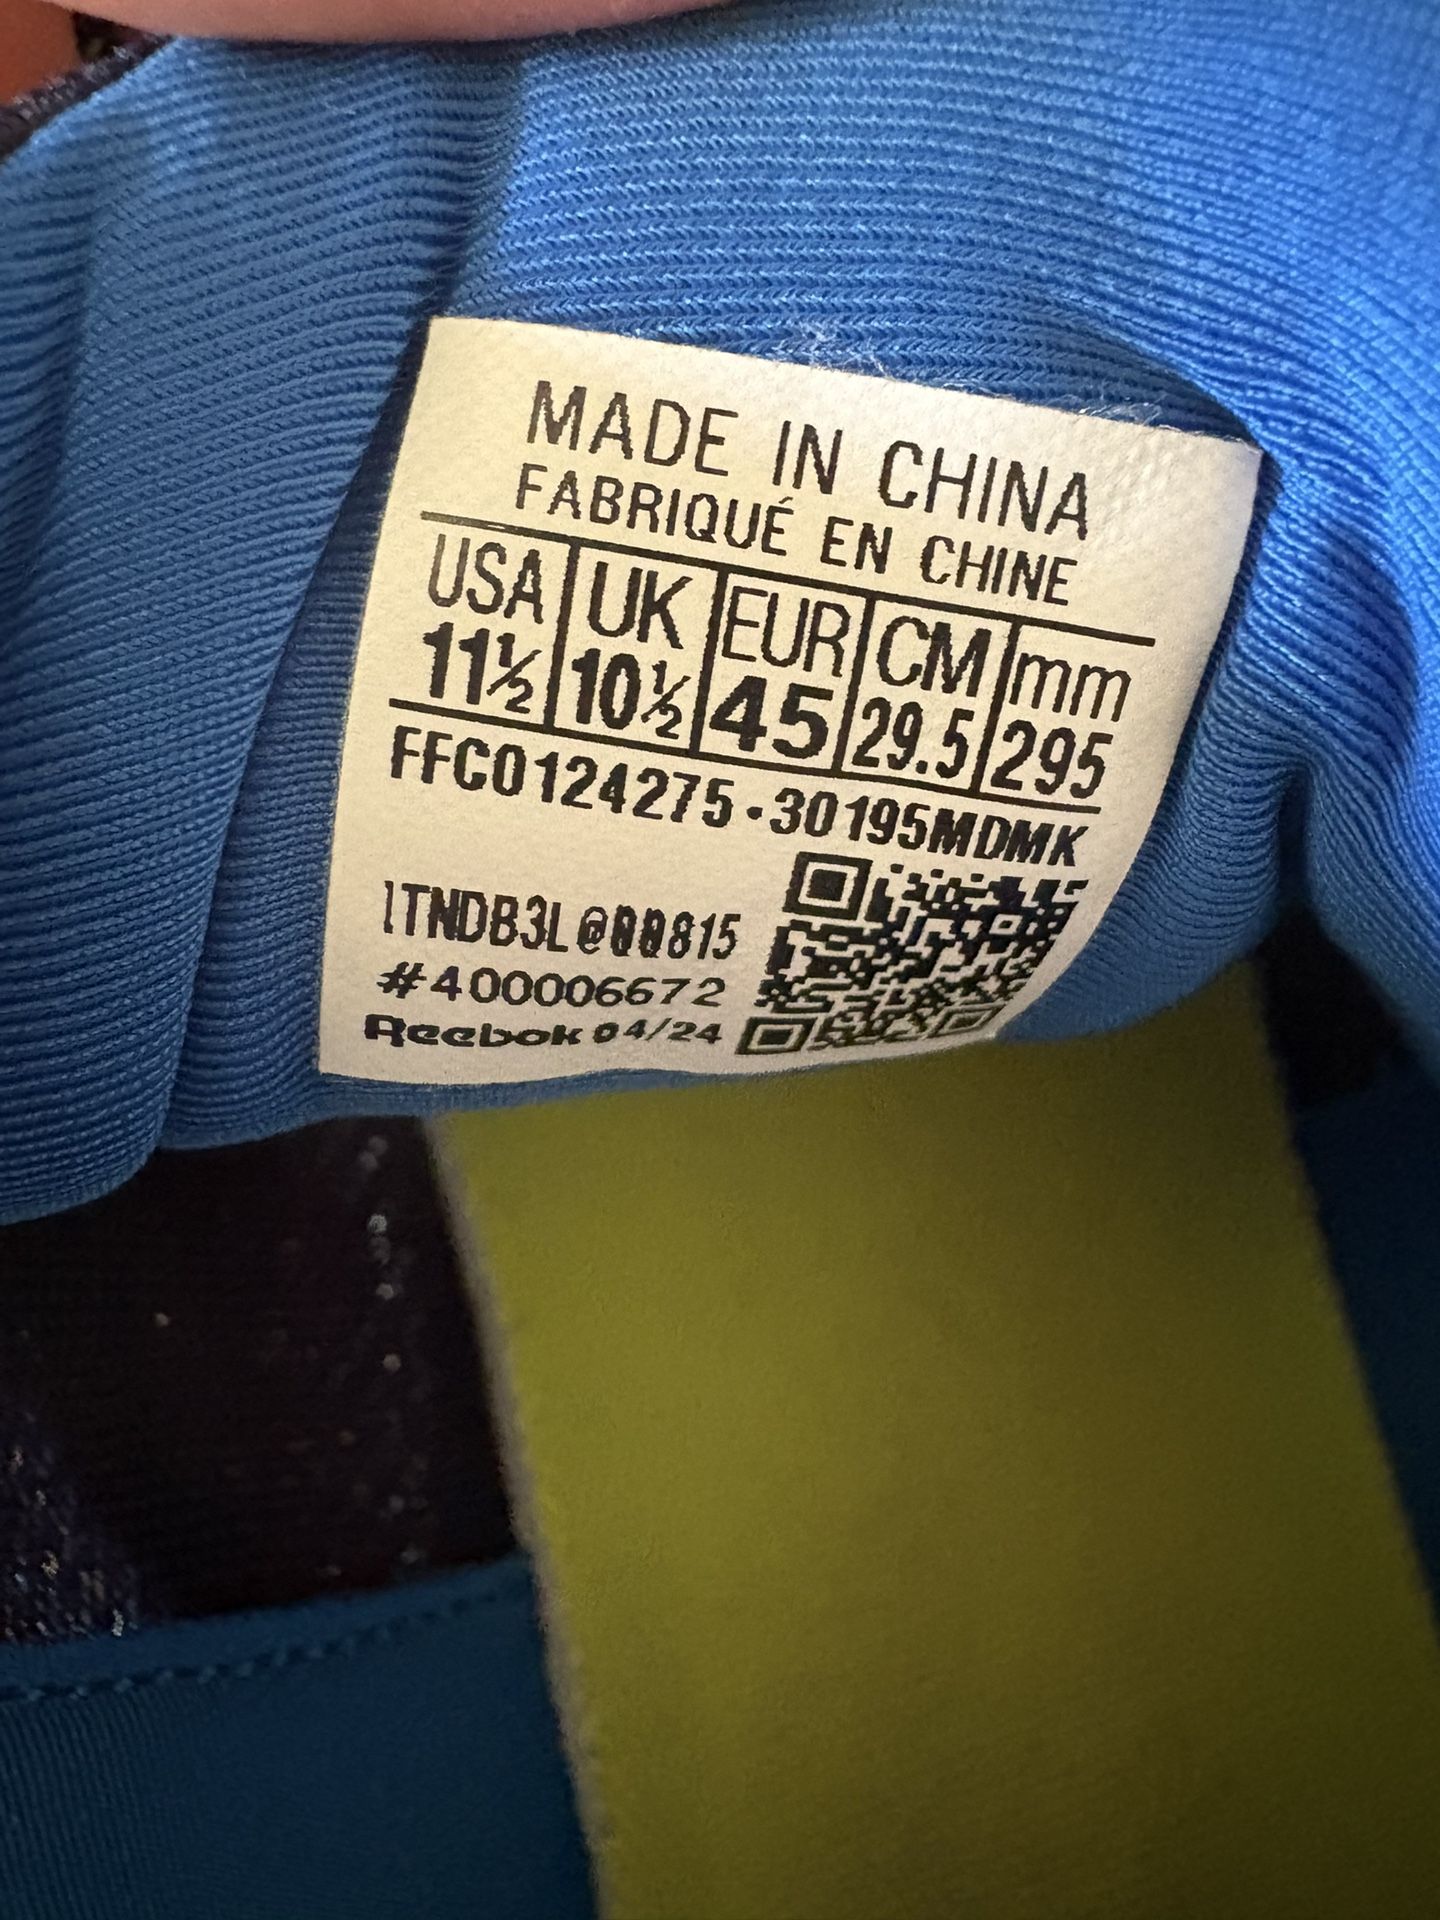 MADE IN CHINA
FABRIQUÉ EN CHINE
USA UK EUR CM mm
11½ 10½ 45 29.5 295
FFC0124275·30195MDMK
1TNDB3L@00815
#400006672
Reebok 04/24